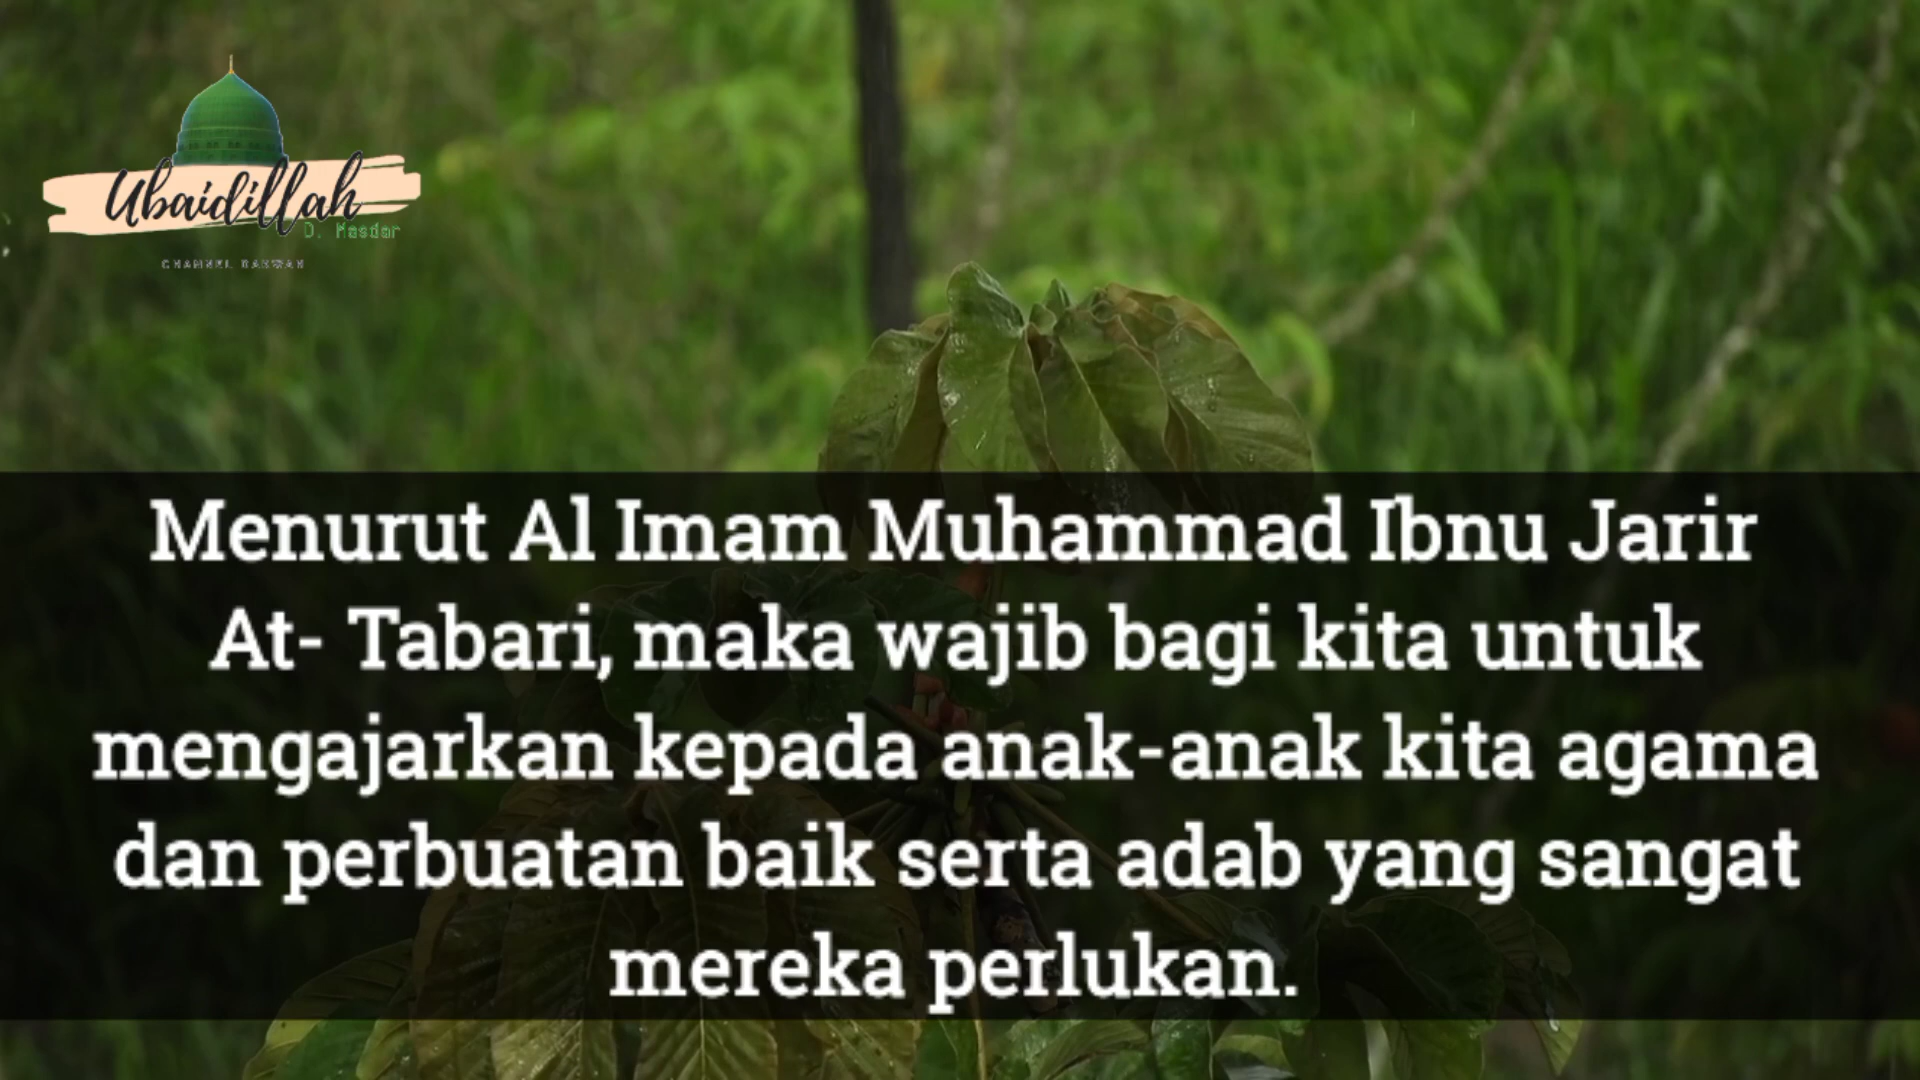 Ubaidillah
D. Masdar
CHANNEL DAKWAH
Menurut Al Imam Muhammad Ibnu Jarir
At- Tabari, maka wajib bagi kita untuk
mengajarkan kepada anak-anak kita agama
dan perbuatan baik serta adab yang sangat
mereka perlukan.